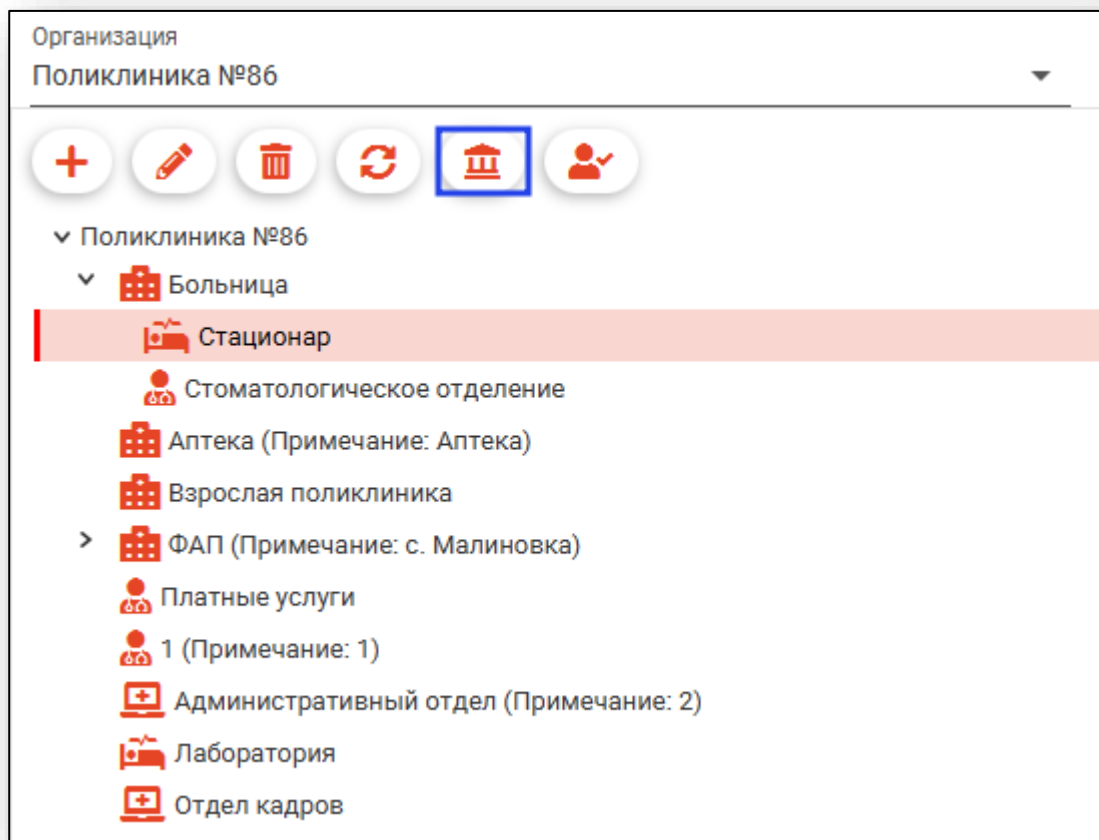 Организация
Поликлиника №86
Поликлиника №86
Больница
Стационар
Стоматологическое отделение
Аптека (Примечание: Аптека)
Взрослая поликлиника
ФАП (Примечание: с. Малиновка)
Платные услуги
1 (Примечание: 1)
Административный отдел (Примечание: 2)
Лаборатория
Отдел кадров